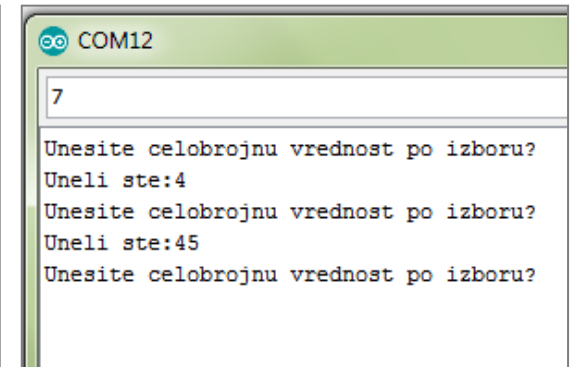 COM12
7
Unesite celobrojnu vrednost po izboru?
Uneli ste:4
Unesite celobrojnu vrednost po izboru?
Uneli ste:45
Unesite celobrojnu vrednost po izboru?